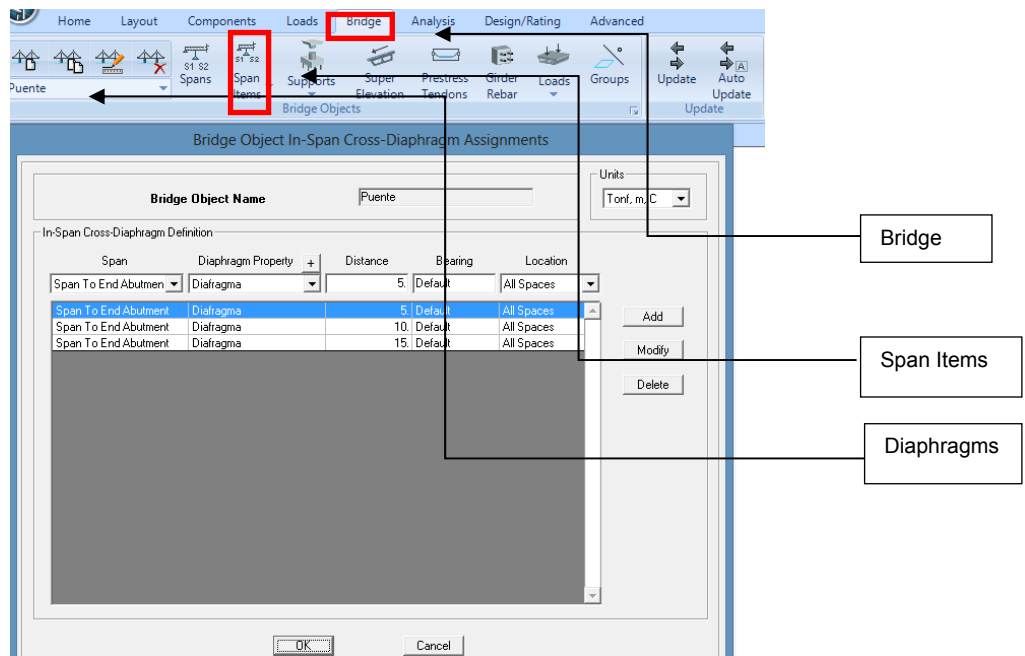 Home Layout Components Loads Bridge Analysis Design/Rating Advanced
S1 S2 S1 S2
Spans Span Items Supports Super Elevation Prestress Tendons Girder Rebar Loads Groups Update Auto Update
Puente
Bridge Objects Update
Bridge Object In-Span Cross-Diaphragm Assignments
Units
Bridge Object Name Puente Tonf, m, C
In-Span Cross-Diaphragm Definition
Span Diaphragm Property + Distance Bearing Location
Span To End Abutmen Diafragma 5. Default All Spaces
Span To End Abutment Diafragma 5. Default All Spaces
Span To End Abutment Diafragma 10. Default All Spaces
Span To End Abutment Diafragma 15. Default All Spaces
Add
Modify
Delete
OK Cancel
Bridge
Span Items
Diaphragms